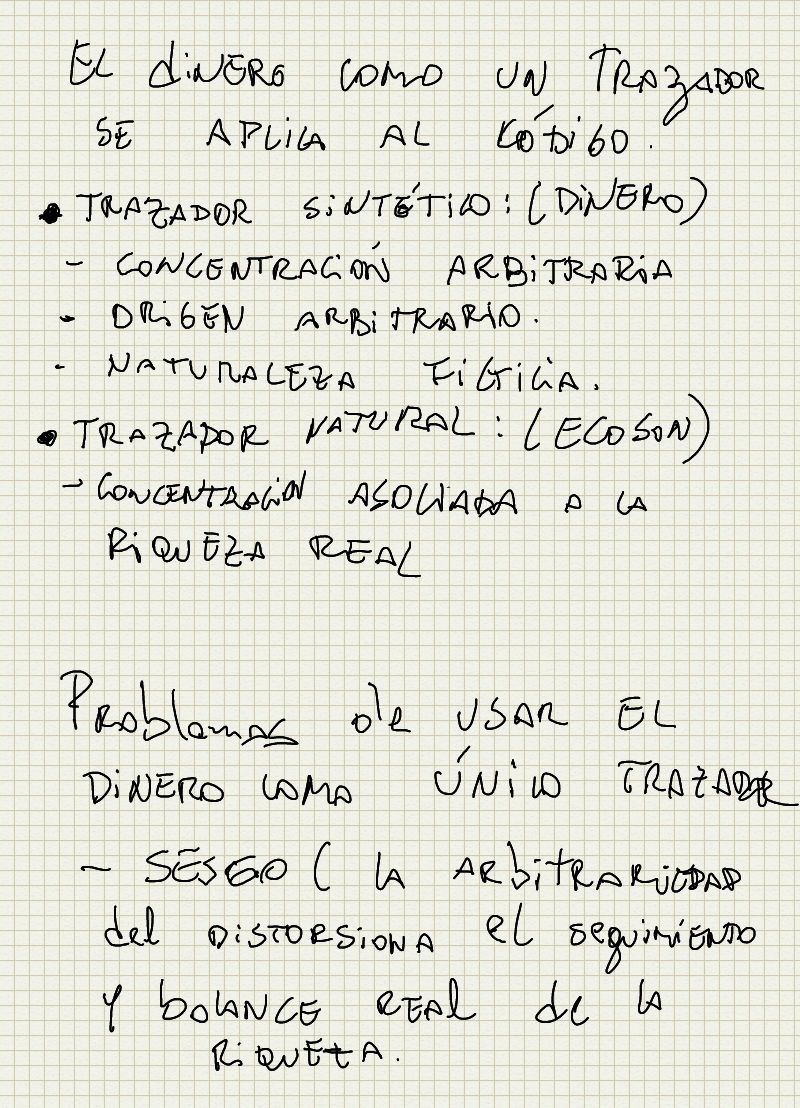 EL dINERO COMO UN TRAZADOR
SE APLICA AL CÓDIGO.
• TRAZADOR SINTÉTICO: (DINERO)
- CONCENTRACIÓN ARBITRARIA
- ORIGEN ARBITRARIO.
- NATURALEZA FICTICIA.
• TRAZADOR NATURAL: (ECOSON)
- CONCENTRACIÓN ASOCIADA A LA
RIQUEZA REAL
Problemas de USAR EL
DINERO COMO ÚNICO TRAZADOR
- SESGO ( LA ARbitRARIEDAD
del DISTORSIONA el seguimiento
Y bALANCE REAL de la
RIQUEZA.